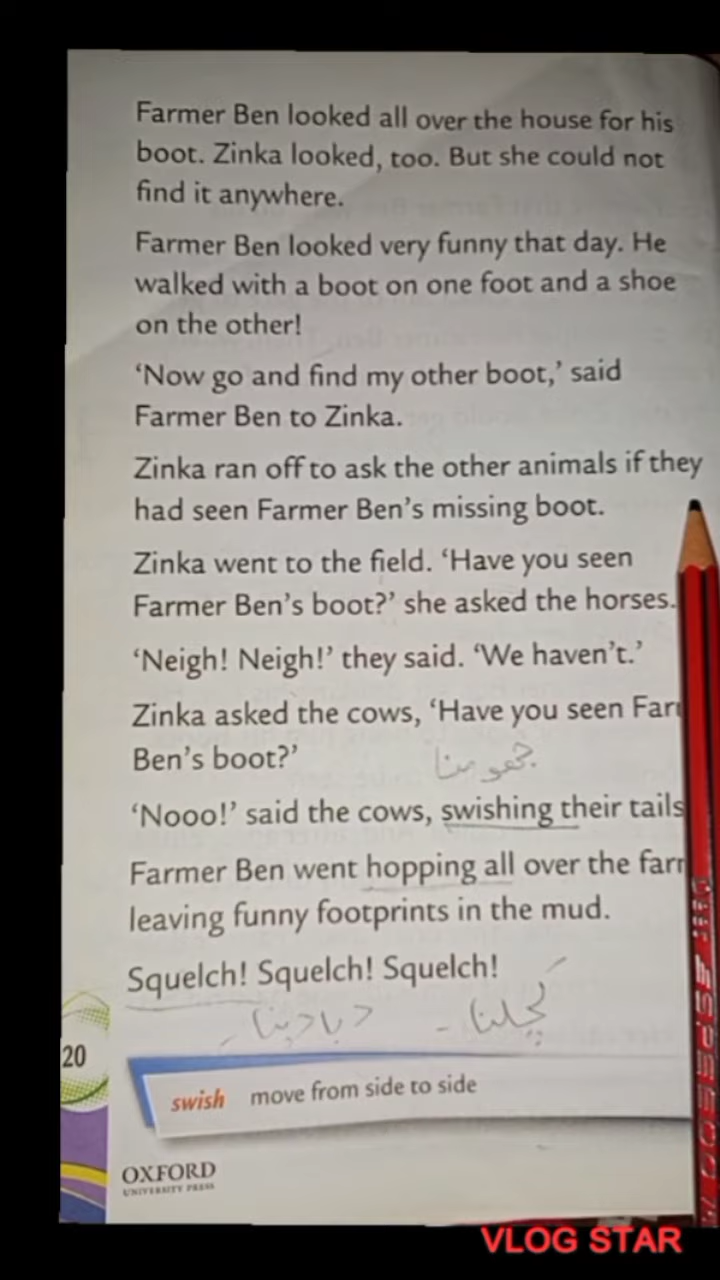 Farmer Ben looked all over the house for his
boot. Zinka looked, too. But she could not
find it anywhere.
Farmer Ben looked very funny that day. He
walked with a boot on one foot and a shoe
on the other!
‘Now go and find my other boot,’ said
Farmer Ben to Zinka.
Zinka ran off to ask the other animals if they
had seen Farmer Ben’s missing boot.
Zinka went to the field. ‘Have you seen
Farmer Ben’s boot?’ she asked the horses.
‘Neigh! Neigh!’ they said. ‘We haven’t.’
Zinka asked the cows, ‘Have you seen Far
Ben’s boot?’
جھومنا
‘Nooo!’ said the cows, swishing their tails
Farmer Ben went hopping all over the far
leaving funny footprints in the mud.
Squelch! Squelch! Squelch!
کچلنا - دبا دینا -
20
swish move from side to side
OXFORD
UNIVERSITY PRESS
VLOG STAR